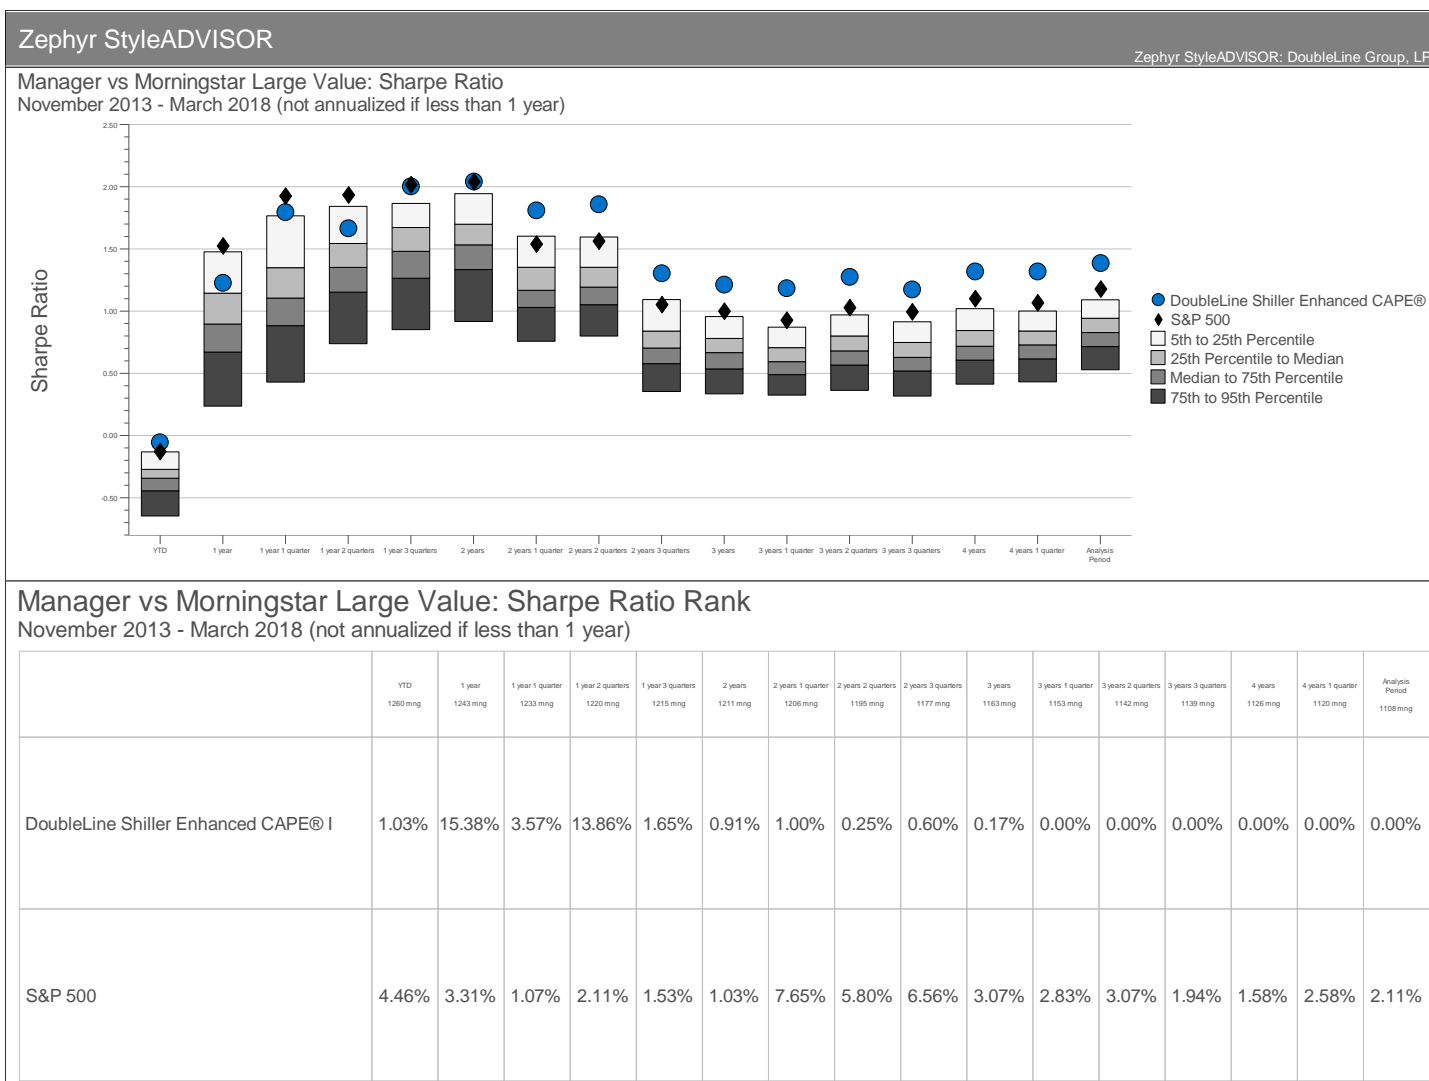 Zephyr StyleADVISOR
Zephyr StyleADVISOR: DoubleLine Group, LP
Manager vs Morningstar Large Value: Sharpe Ratio
November 2013 - March 2018 (not annualized if less than 1 year)
Sharpe Ratio
2.50
2.00
1.50
1.00
0.50
0.00
-0.50
YTD 1 year 1 year 1 quarter 1 year 2 quarters 1 year 3 quarters 2 years 2 years 1 quarter 2 years 2 quarters 2 years 3 quarters 3 years 3 years 1 quarter 3 years 2 quarters 3 years 3 quarters 4 years 4 years 1 quarter Analysis
Period
DoubleLine Shiller Enhanced CAPE®
S&P 500
5th to 25th Percentile
25th Percentile to Median
Median to 75th Percentile
75th to 95th Percentile
Manager vs Morningstar Large Value: Sharpe Ratio Rank
November 2013 - March 2018 (not annualized if less than 1 year)
YTD 1 year 1 year 1 quarter 1 year 2 quarters 1 year 3 quarters 2 years 2 years 1 quarter 2 years 2 quarters 2 years 3 quarters 3 years 3 years 1 quarter 3 years 2 quarters 3 years 3 quarters 4 years 4 years 1 quarter Analysis
Period
1260 mng 1243 mng 1233 mng 1220 mng 1215 mng 1211 mng 1206 mng 1195 mng 1177 mng 1163 mng 1153 mng 1142 mng 1139 mng 1126 mng 1120 mng 1108 mng
DoubleLine Shiller Enhanced CAPE® I 1.03% 15.38% 3.57% 13.86% 1.65% 0.91% 1.00% 0.25% 0.60% 0.17% 0.00% 0.00% 0.00% 0.00% 0.00% 0.00%
S&P 500 4.46% 3.31% 1.07% 2.11% 1.53% 1.03% 7.65% 5.80% 6.56% 3.07% 2.83% 3.07% 1.94% 1.58% 2.58% 2.11%